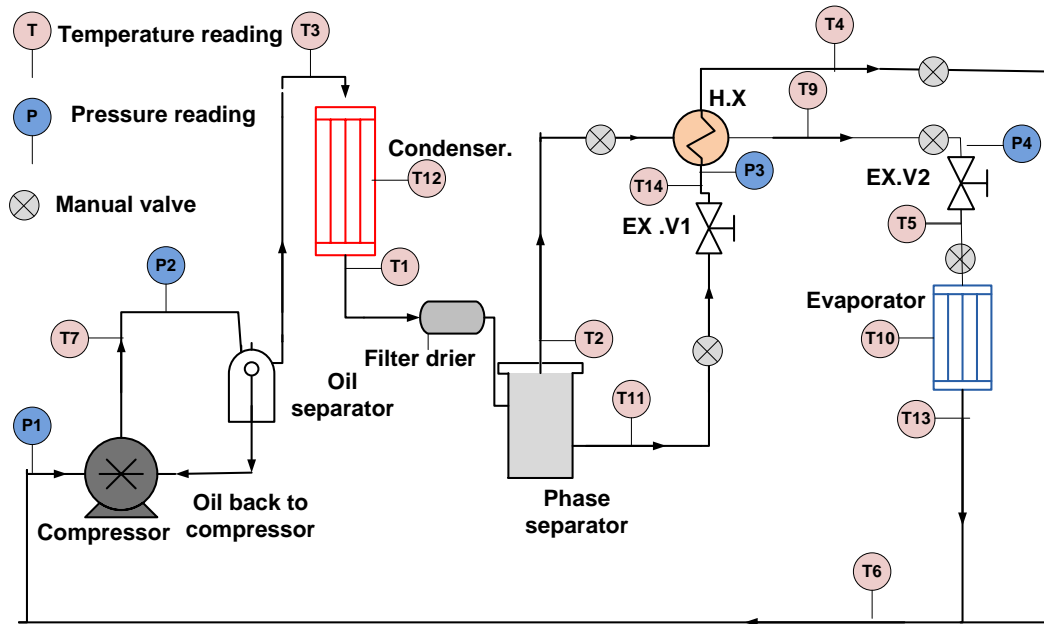 T
Temperature reading
P
Pressure reading
Manual valve
T3
T4
H.X
T9
P4
Condenser.
T12
P3
T14
EX.V2
EX .V1
T5
P2
T1
Evaporator
T7
T2
T10
Filter drier
Oil
separator
T11
T13
P1
Phase
separator
Oil back to
compressor
Compressor
T6